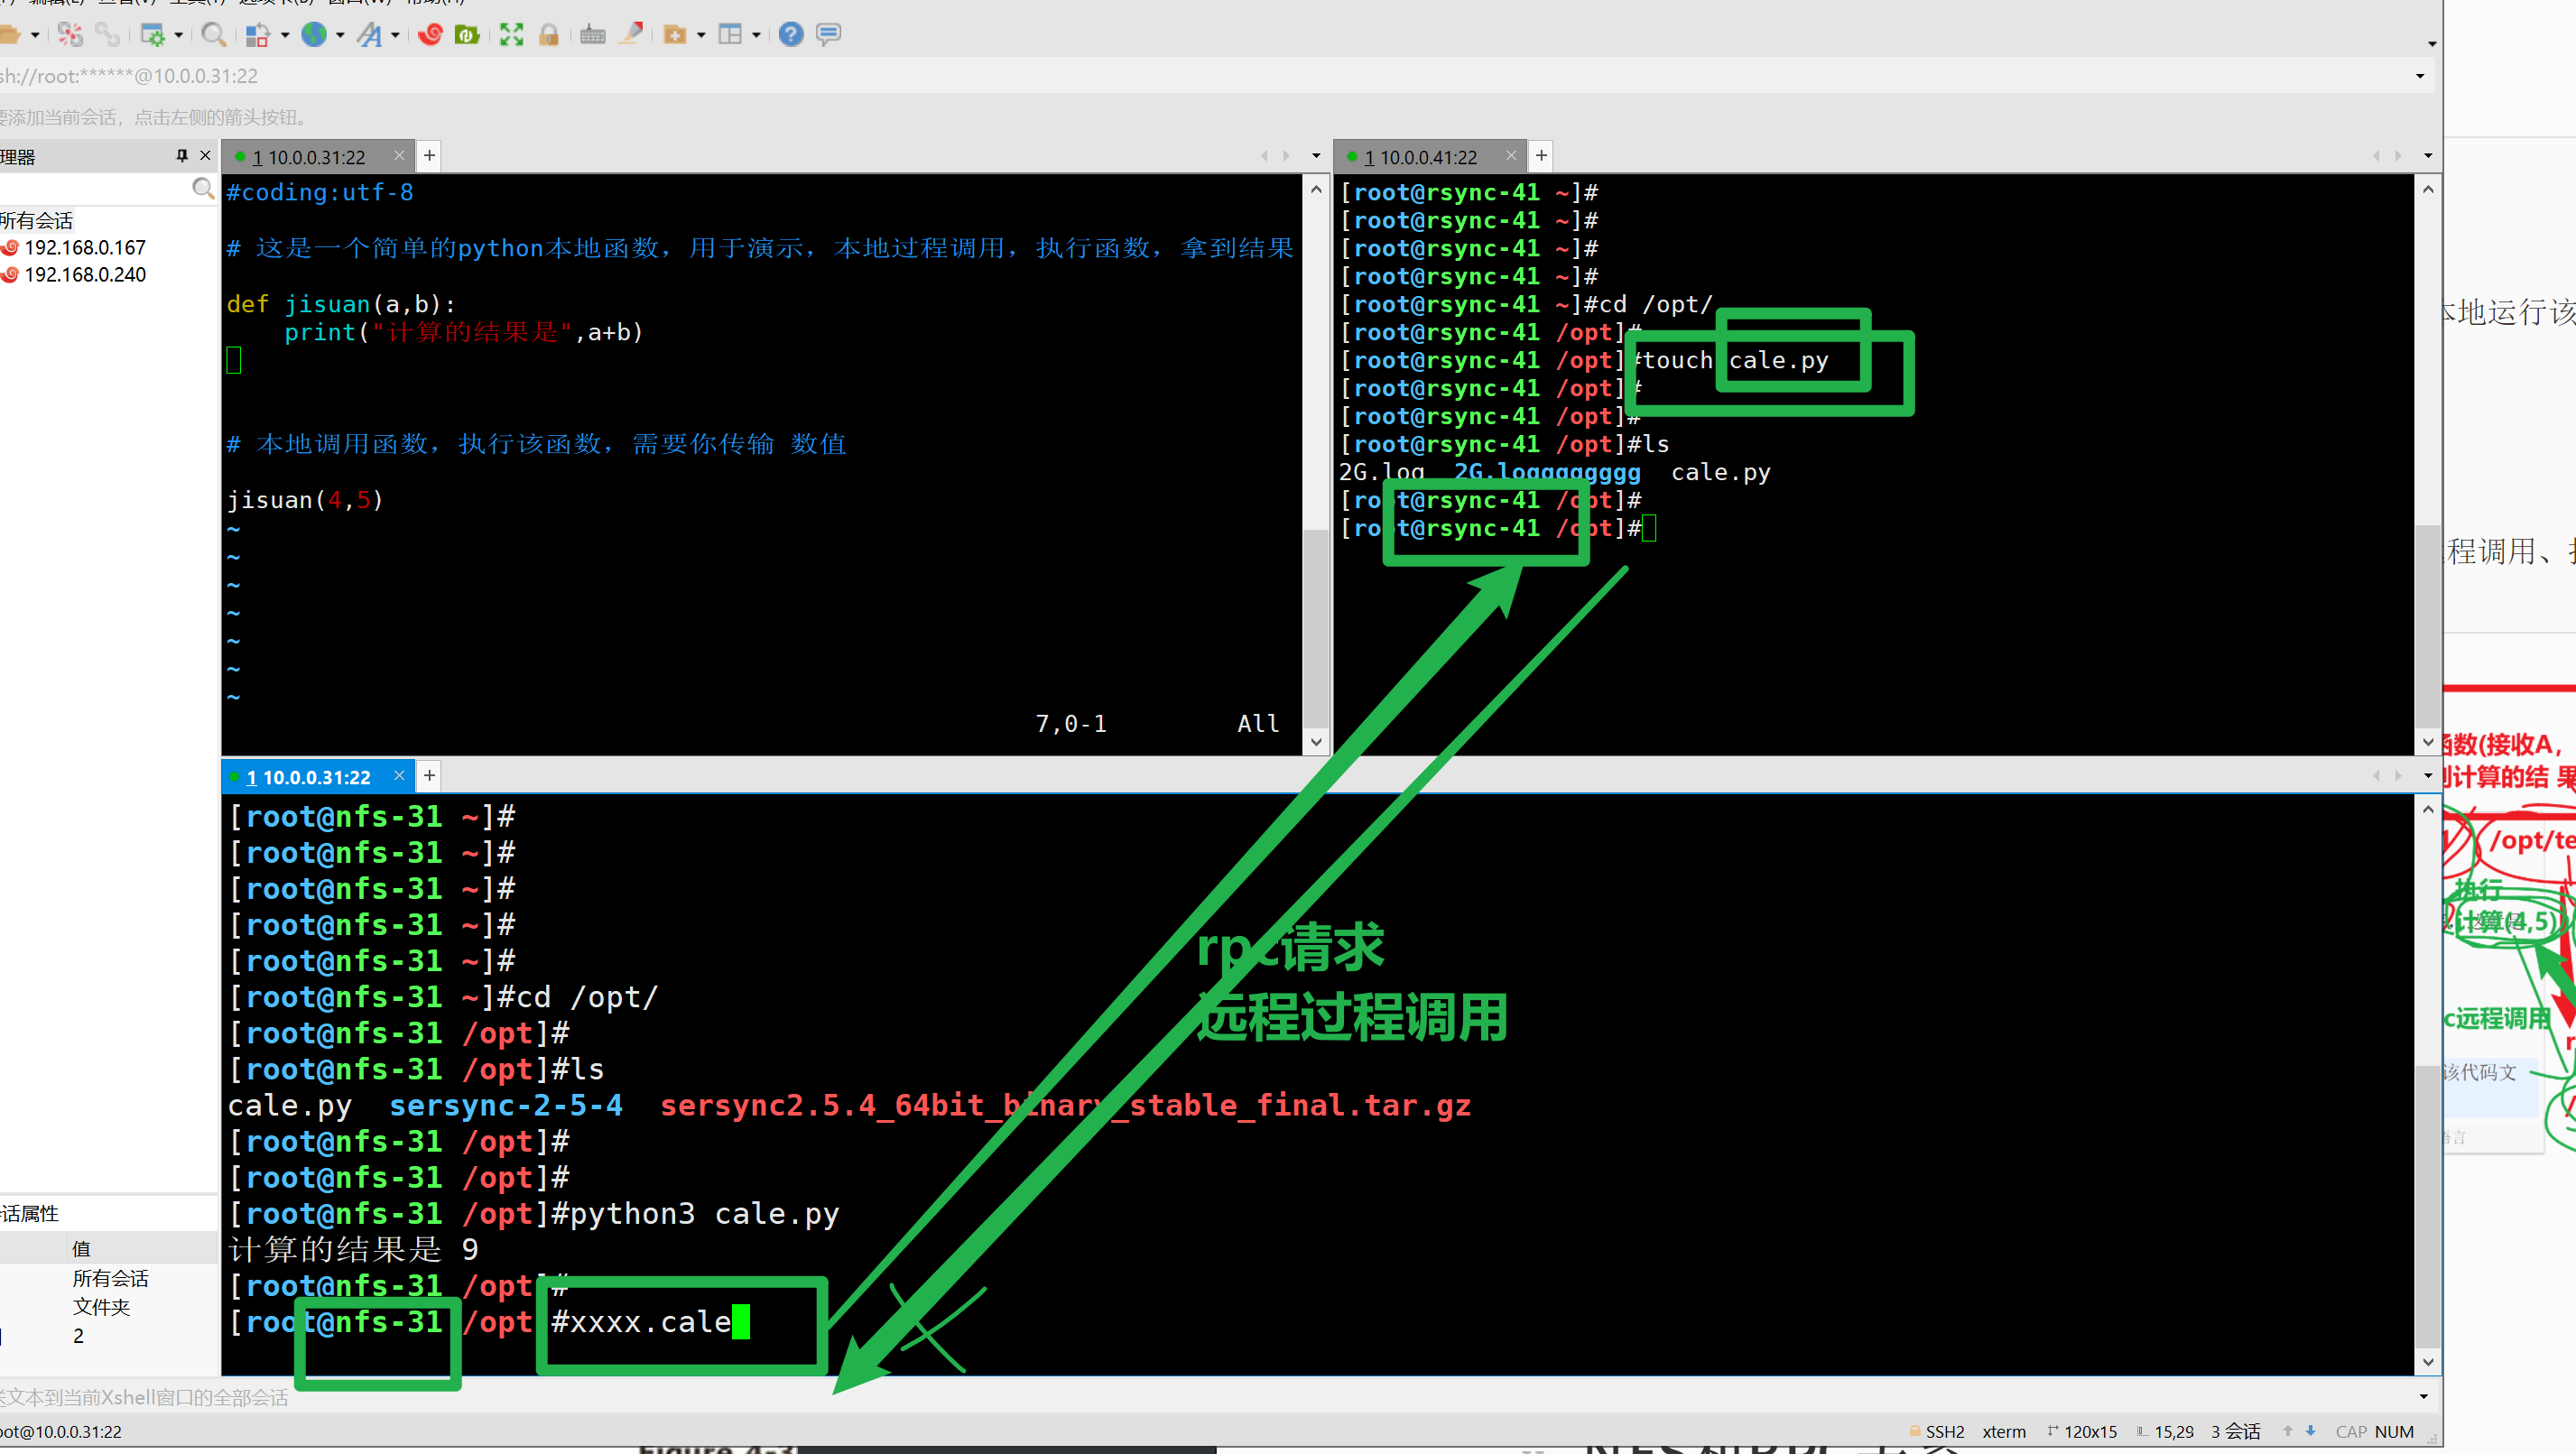 sh://root:******@10.0.0.31:22
要添加当前会话，点击左侧的箭头按钮。
理器
所有会话
192.168.0.167
192.168.0.240
1 10.0.0.31:22
#coding:utf-8
# 这是一个简单的python本地函数，用于演示，本地过程调用，执行函数，拿到结果
def jisuan(a,b):
print("计算的结果是",a+b)
# 本地调用函数，执行该函数，需要你传输 数值
jisuan(4,5)
~
~
~
~
~
~
~
7,0-1 All
1 10.0.0.41:22
[root@rsync-41 ~]#
[root@rsync-41 ~]#
[root@rsync-41 ~]#
[root@rsync-41 ~]#
[root@rsync-41 ~]#cd /opt/
[root@rsync-41 /opt]#
[root@rsync-41 /opt]#touch cale.py
[root@rsync-41 /opt]#
[root@rsync-41 /opt]#
[root@rsync-41 /opt]#ls
2G.log 2G.loggggggggg cale.py
[root@rsync-41 /opt]#
[root@rsync-41 /opt]#
1 10.0.0.31:22
[root@nfs-31 ~]#
[root@nfs-31 ~]#
[root@nfs-31 ~]#
[root@nfs-31 ~]#
[root@nfs-31 ~]#
[root@nfs-31 ~]#cd /opt/
[root@nfs-31 /opt]#
[root@nfs-31 /opt]#ls
cale.py sersync-2-5-4 sersync2.5.4_64bit_binary_stable_final.tar.gz
[root@nfs-31 /opt]#
[root@nfs-31 /opt]#
[root@nfs-31 /opt]#python3 cale.py
计算的结果是 9
[root@nfs-31 /opt]#
[root@nfs-31 /opt]#xxxx.cale
rpc请求
远程过程调用
话属性
值
所有会话
文件夹
2
文本到当前Xshell窗口的全部会话
oot@10.0.0.31:22
SSH2 xterm 120x15 15,29 3 会话 CAP NUM
本地运行该
程调用、
函数(接收A,
计算的结 果
/opt/te
执行
计算(4,5)
c远程调用
该代码文
语言